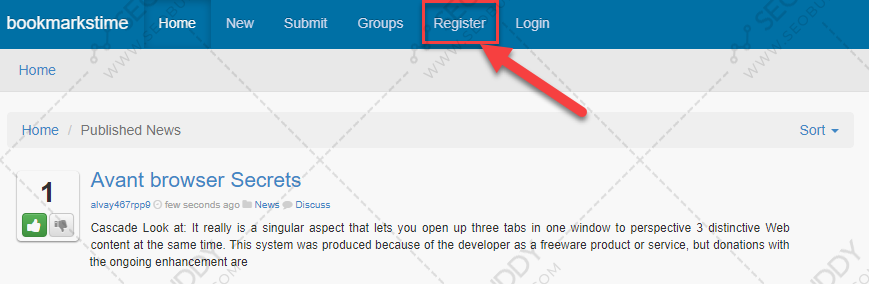 bookmarkstime Home New Submit Groups Register Login
Home
Home / Published News Sort
1
Avant browser Secrets
alvay467rpp9 few seconds ago News Discuss
Cascade Look at: It really is a singular aspect that lets you open up three tabs in one window to perspective 3 distinctive Web
content at the same time. This system was produced because of the developer as a freeware product or service, but donations with
the ongoing enhancement are